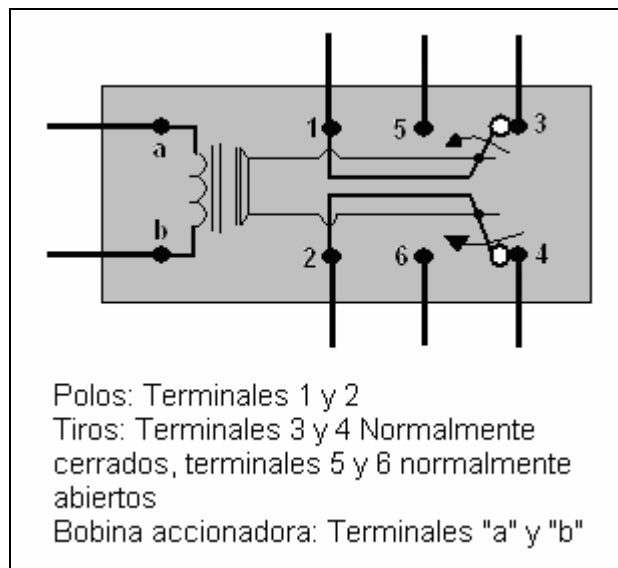 1 5 3
a
b
2 6 4
Polos: Terminales 1 y 2
Tiros: Terminales 3 y 4 Normalmente
cerrados, terminales 5 y 6 normalmente
abiertos
Bobina accionadora: Terminales "a" y "b"